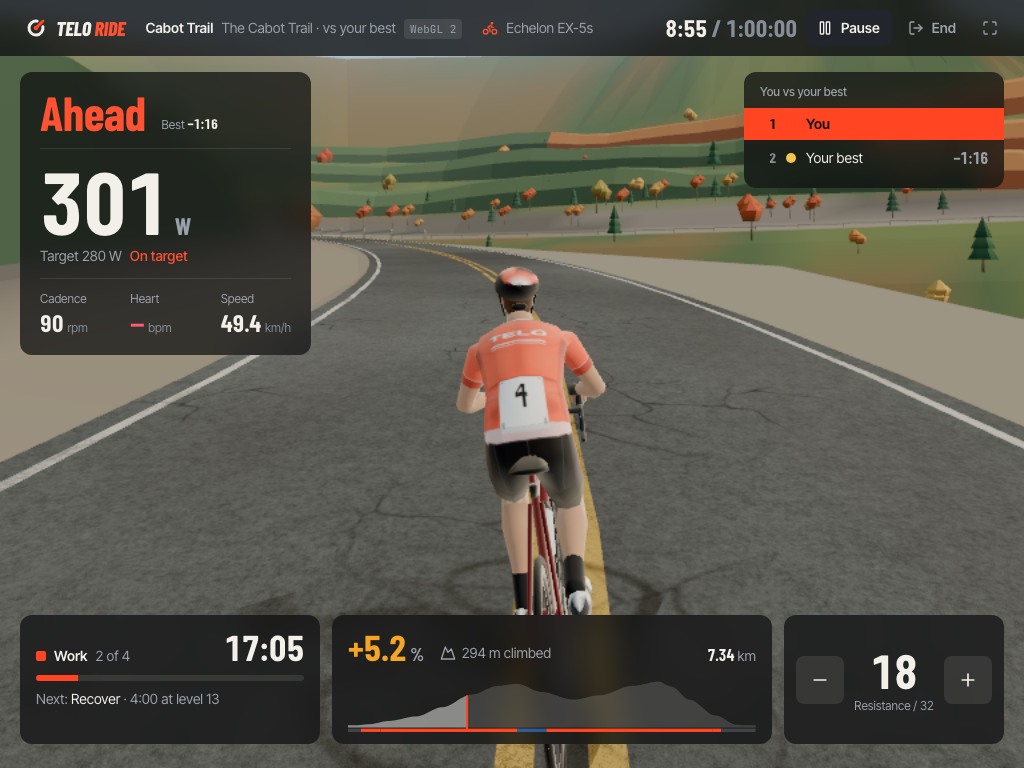 TELO RIDE Cabot Trail The Cabot Trail · vs your best WebGL 2 Echelon EX-5s 8:55 / 1:00:00 Pause End
Ahead Best −1:16
301 W
Target 280 W On target
Cadence Heart Speed
90 rpm – bpm 49.4 km/h
You vs your best
1 You
2 Your best −1:16
TELO
4
Work 2 of 4 17:05
Next: Recover · 4:00 at level 13
+5.2 % 294 m climbed 7.34 km
− 18 +
Resistance / 32